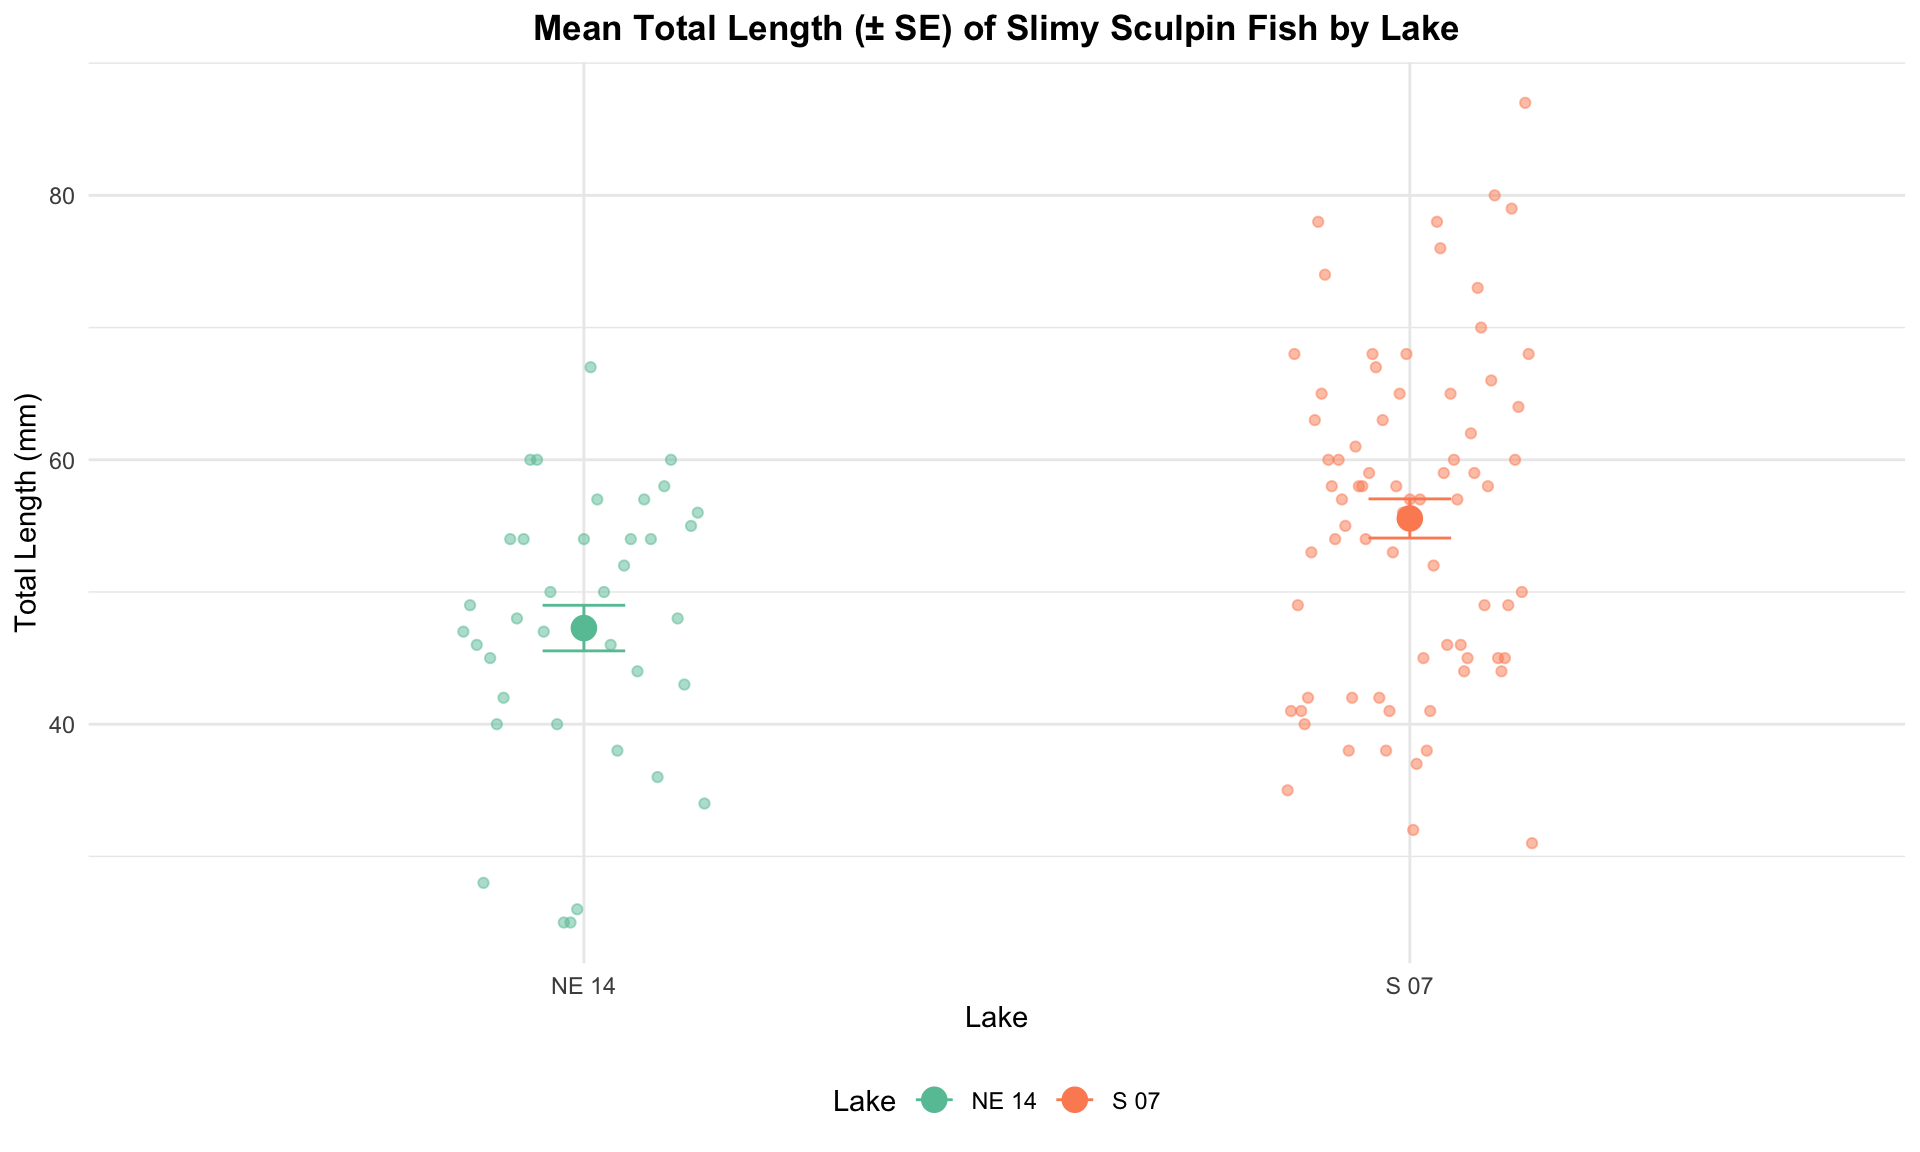 Mean Total Length (± SE) of Slimy Sculpin Fish by Lake
Total Length (mm)
80
60
40
NE 14
S 07
Lake
Lake
NE 14
S 07